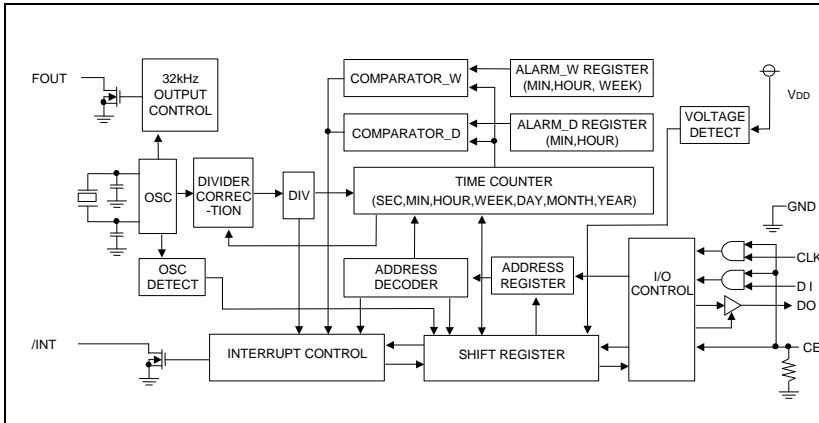 FOUT
32kHz
OUTPUT
CONTROL
COMPARATOR_W
ALARM_W REGISTER
(MIN,HOUR, WEEK)
VDD
VOLTAGE
DETECT
COMPARATOR_D
ALARM_D REGISTER
(MIN,HOUR)
OSC
DIVIDER
CORREC
-TION
DIV
TIME COUNTER
(SEC,MIN,HOUR,WEEK,DAY,MONTH,YEAR)
GND
OSC
DETECT
ADDRESS
DECODER
ADDRESS
REGISTER
I/O
CONTROL
CLK
D I
DO
/INT
INTERRUPT CONTROL
SHIFT REGISTER
CE